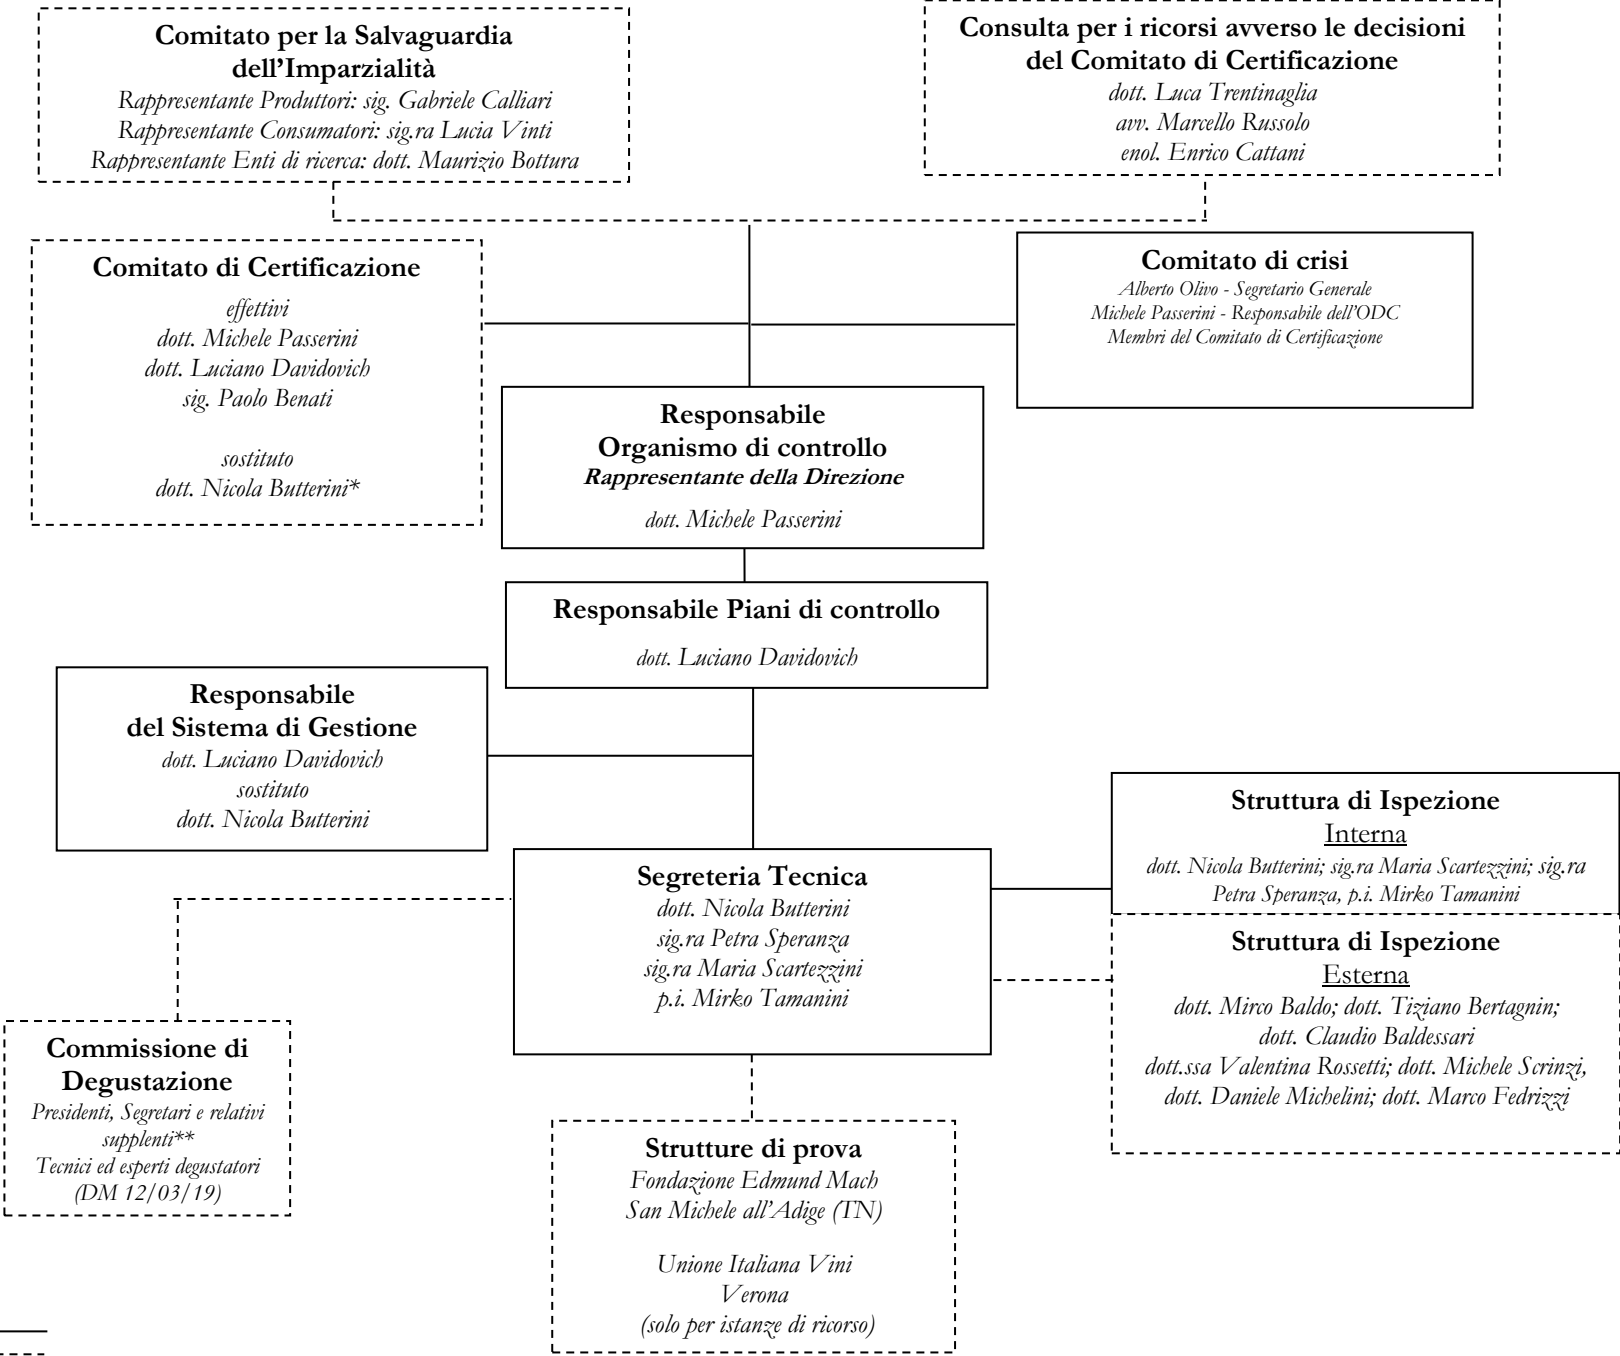 Comitato per la Salvaguardia
dell'Imparzialità
Rappresentante Produttori: sig. Gabriele Calliari
Rappresentante Consumatori: sig.ra Lucia Vinti
Rappresentante Enti di ricerca: dott. Maurizio Bottura
Consulta per i ricorsi avverso le decisioni
del Comitato di Certificazione
dott. Luca Trentinaglia
avv. Marcello Russolo
enol. Enrico Cattani
Comitato di Certificazione
effettivi
dott. Michele Passerini
dott. Luciano Davidovich
sig. Paolo Benati
sostituto
dott. Nicola Butterini*
Comitato di crisi
Alberto Olivo - Segretario Generale
Michele Passerini - Responsabile dell'ODC
Membri del Comitato di Certificazione
Responsabile
Organismo di controllo
Rappresentante della Direzione
dott. Michele Passerini
Responsabile Piani di controllo
dott. Luciano Davidovich
Responsabile
del Sistema di Gestione
dott. Luciano Davidovich
sostituto
dott. Nicola Butterini
Segreteria Tecnica
dott. Nicola Butterini
sig.ra Petra Speranza
sig.ra Maria Scartezzini
p.i. Mirko Tamanini
Struttura di Ispezione
Interna
dott. Nicola Butterini; sig.ra Maria Scartezzini; sig.ra
Petra Speranza, p.i. Mirko Tamanini
Struttura di Ispezione
Esterna
dott. Mirco Baldo; dott. Tiziano Bertagnin;
dott. Claudio Baldessari
dott.ssa Valentina Rossetti; dott. Michele Scrinzi,
dott. Daniele Michelini; dott. Marco Fedrizzi
Commissione di
Degustazione
Presidenti, Segretari e relativi
supplenti**
Tecnici ed esperti degustatori
(DM 12/03/19)
Strutture di prova
Fondazione Edmund Mach
San Michele all'Adige (TN)
Unione Italiana Vini
Verona
(solo per istanze di ricorso)